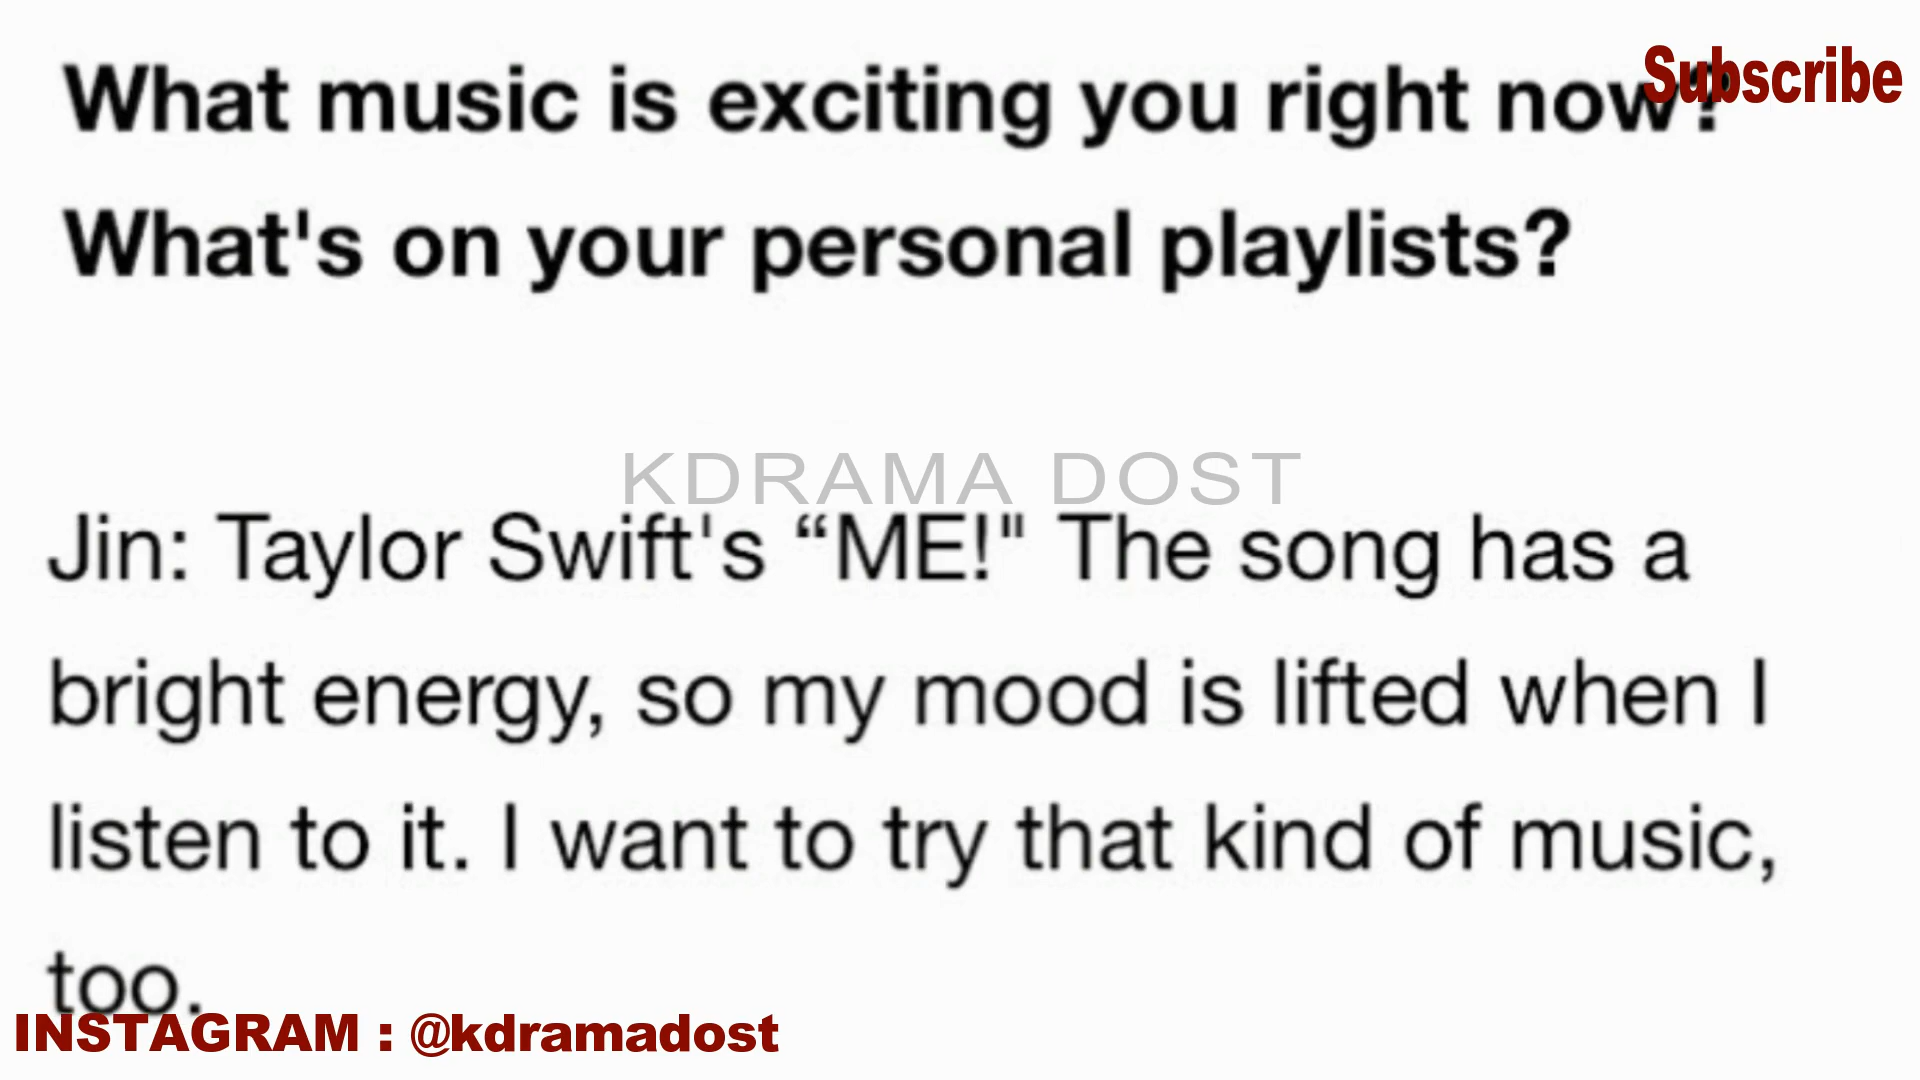 What music is exciting you right now?
Subscribe
What's on your personal playlists?
KDRAMA DOST
Jin: Taylor Swift's “ME!" The song has a
bright energy, so my mood is lifted when I
listen to it. I want to try that kind of music,
too.
INSTAGRAM : @kdramadost